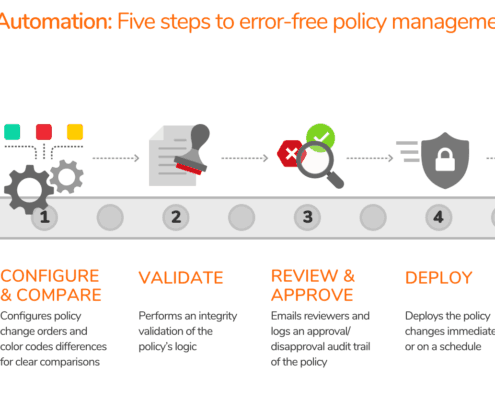 Automation: Five steps to error-free policy manageme
1
2
3
4
CONFIGURE
& COMPARE
Configures policy
change orders and
color codes differences
for clear comparisons
VALIDATE
Performs an integrity
validation of the
policy's logic
REVIEW &
APPROVE
Emails reviewers and
logs an approval/
disapproval audit trail
of the policy
DEPLOY
Deploys the policy
changes immediate
or on a schedule